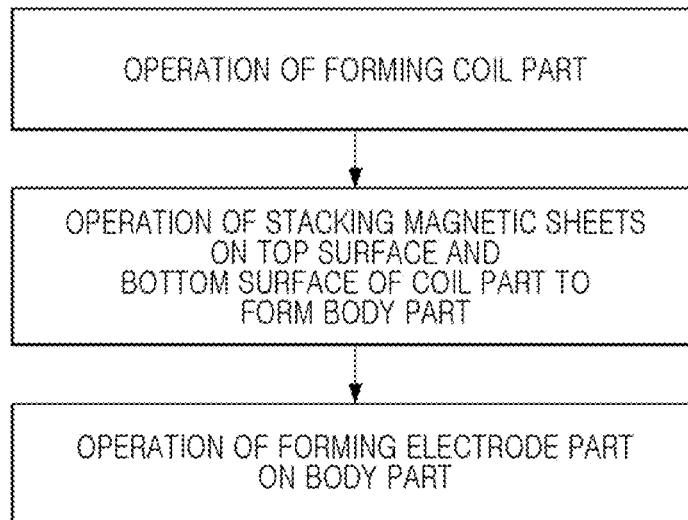 OPERATION OF FORMING COIL PART
OPERATION OF STACKING MAGNETIC SHEETS
ON TOP SURFACE AND
BOTTOM SURFACE OF COIL PART TO
FORM BODY PART
OPERATION OF FORMING ELECTRODE PART
ON BODY PART